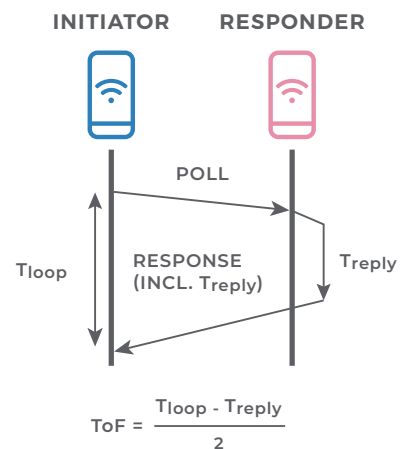 INITIATOR RESPONDER
POLL
Tloop
RESPONSE
(INCL. Treply)
Treply
ToF = Tloop - Treply
2